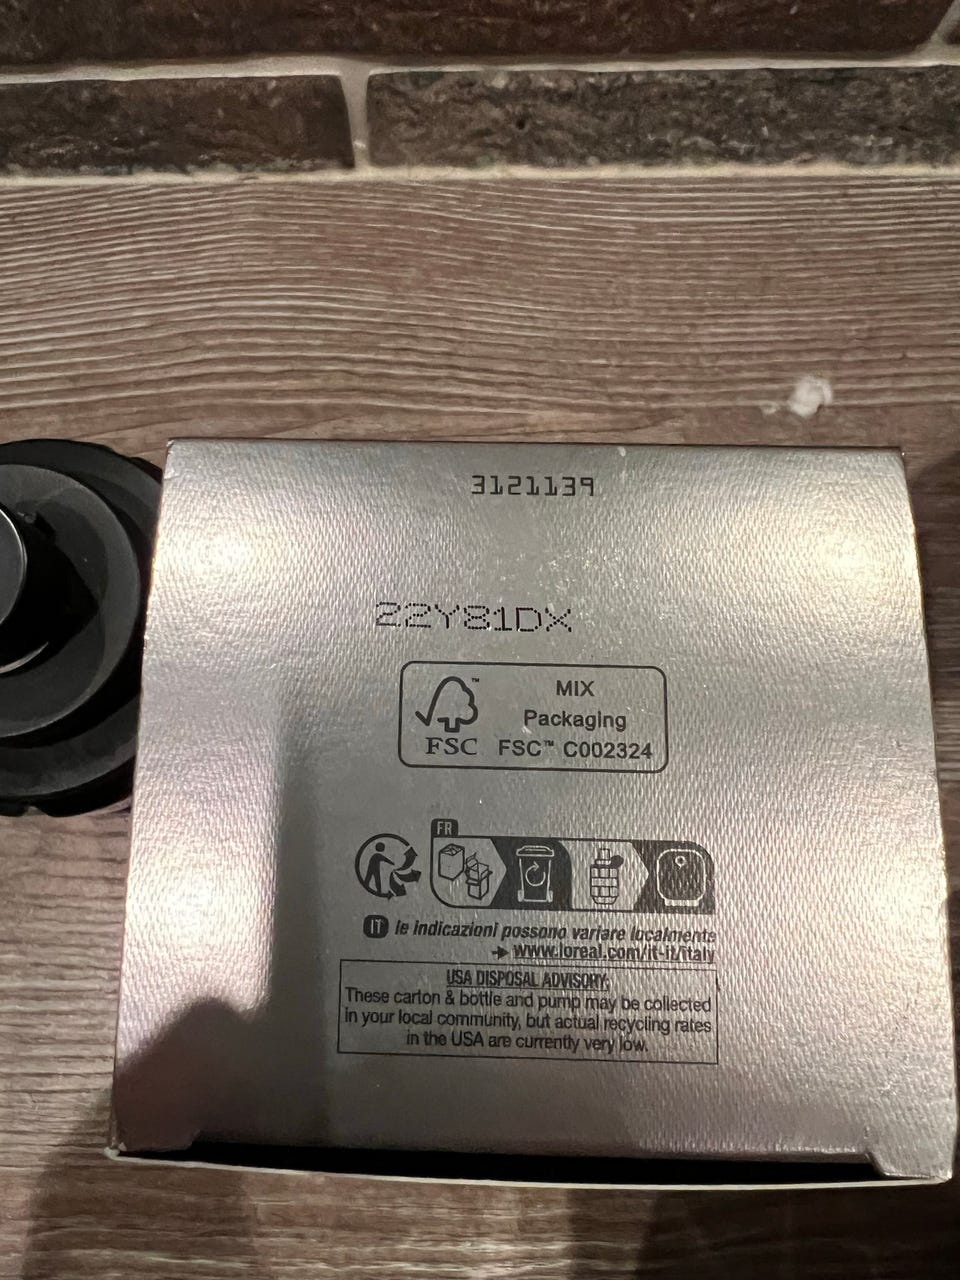 3121139
22Y81DX
MIX
Packaging
FSC™ C002324
™
FSC
FR
IT le indicazioni possono variare localmente
➔ www.loreal.com/it-it/italy
USA DISPOSAL ADVISORY:
These carton & bottle and pump may be collected
in your local community, but actual recycling rates
in the USA are currently very low.